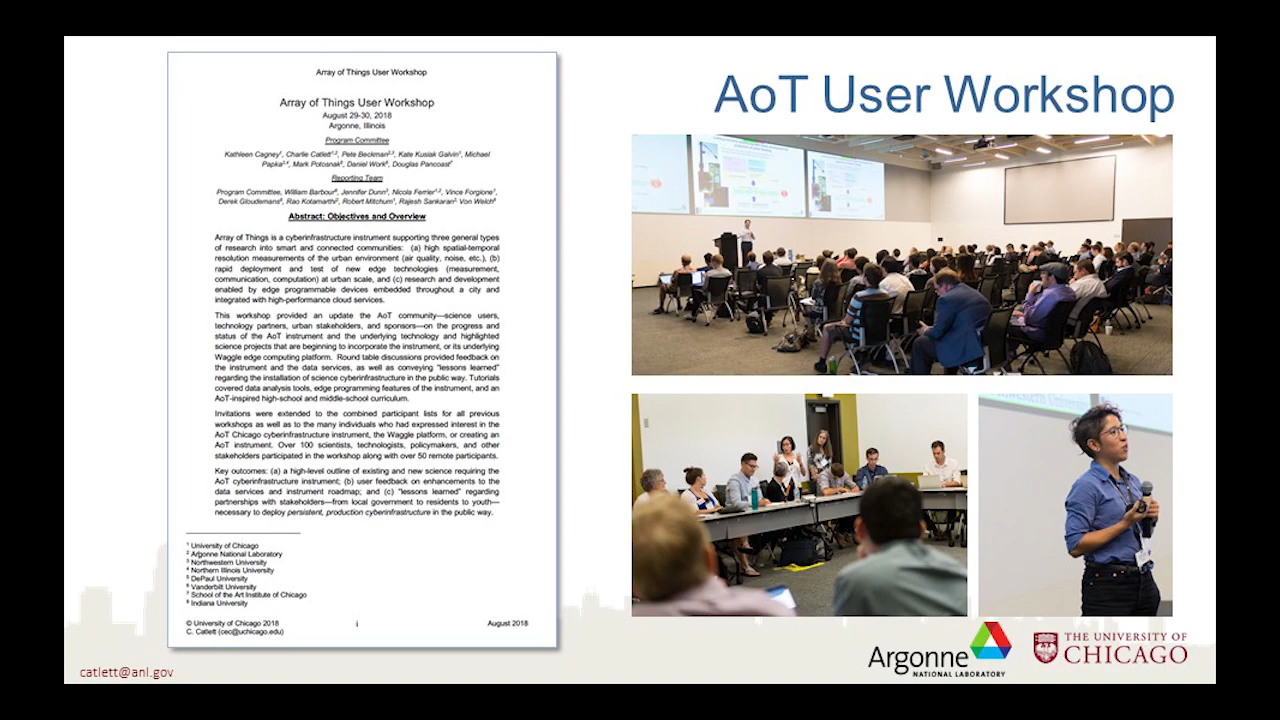 Array of Things User Workshop
Array of Things User Workshop
August 29-30, 2018
Argonne, Illinois
Program Committee
Kathleen Cagney¹, Charlie Catlett¹,², Pete Beckman²,³, Kate Kusiak Galvin¹, Michael
Papka²,⁴, Mark Potosnak⁵, Daniel Work⁶, Douglas Pancoast⁷
Reporting Team
Program Committee, William Barbour⁶, Jennifer Dunn³, Nicola Ferrier¹,², Vince Forgione¹,
Derek Gloudemans⁶, Rao Kotamarthi², Robert Mitchum¹, Rajesh Sankaran², Von Welch⁸
Abstract: Objectives and Overview
Array of Things is a cyberinfrastructure instrument supporting three general types
of research into smart and connected communities: (a) high spatial-temporal
resolution measurements of the urban environment (air quality, noise, etc.), (b)
rapid deployment and test of new edge technologies (measurement,
communication, computation) at urban scale, and (c) research and development
enabled by edge programmable devices embedded throughout a city and
integrated with high-performance cloud services.
This workshop provided an update the AoT community—science users,
technology partners, urban stakeholders, and sponsors—on the progress and
status of the AoT instrument and the underlying technology and highlighted
science projects that are beginning to incorporate the instrument, or its underlying
Waggle edge computing platform. Round table discussions provided feedback on
the instrument and the data services, as well as conveying "lessons learned"
regarding the installation of science cyberinfrastructure in the public way. Tutorials
covered data analysis tools, edge programming features of the instrument, and an
AoT-inspired high-school and middle-school curriculum.
Invitations were extended to the combined participant lists for all previous
workshops as well as to the many individuals who had expressed interest in the
AoT Chicago cyberinfrastructure instrument, the Waggle platform, or creating an
AoT instrument. Over 100 scientists, technologists, policymakers, and other
stakeholders participated in the workshop along with over 50 remote participants.
Key outcomes: (a) a high-level outline of existing and new science requiring the
AoT cyberinfrastructure instrument; (b) user feedback on enhancements to the
data services and instrument roadmap; and (c) "lessons learned" regarding
partnerships with stakeholders—from local government to residents to youth—
necessary to deploy persistent, production cyberinfrastructure in the public way.
¹ University of Chicago
² Argonne National Laboratory
³ Northwestern University
⁴ Northern Illinois University
⁵ DePaul University
⁶ Vanderbilt University
⁷ School of the Art Institute of Chicago
⁸ Indiana University
© University of Chicago 2018 i August 2018
C. Catlett (cec@uchicago.edu)
AoT User Workshop
catlett@anl.gov
Argonne
NATIONAL LABORATORY
THE UNIVERSITY OF
CHICAGO